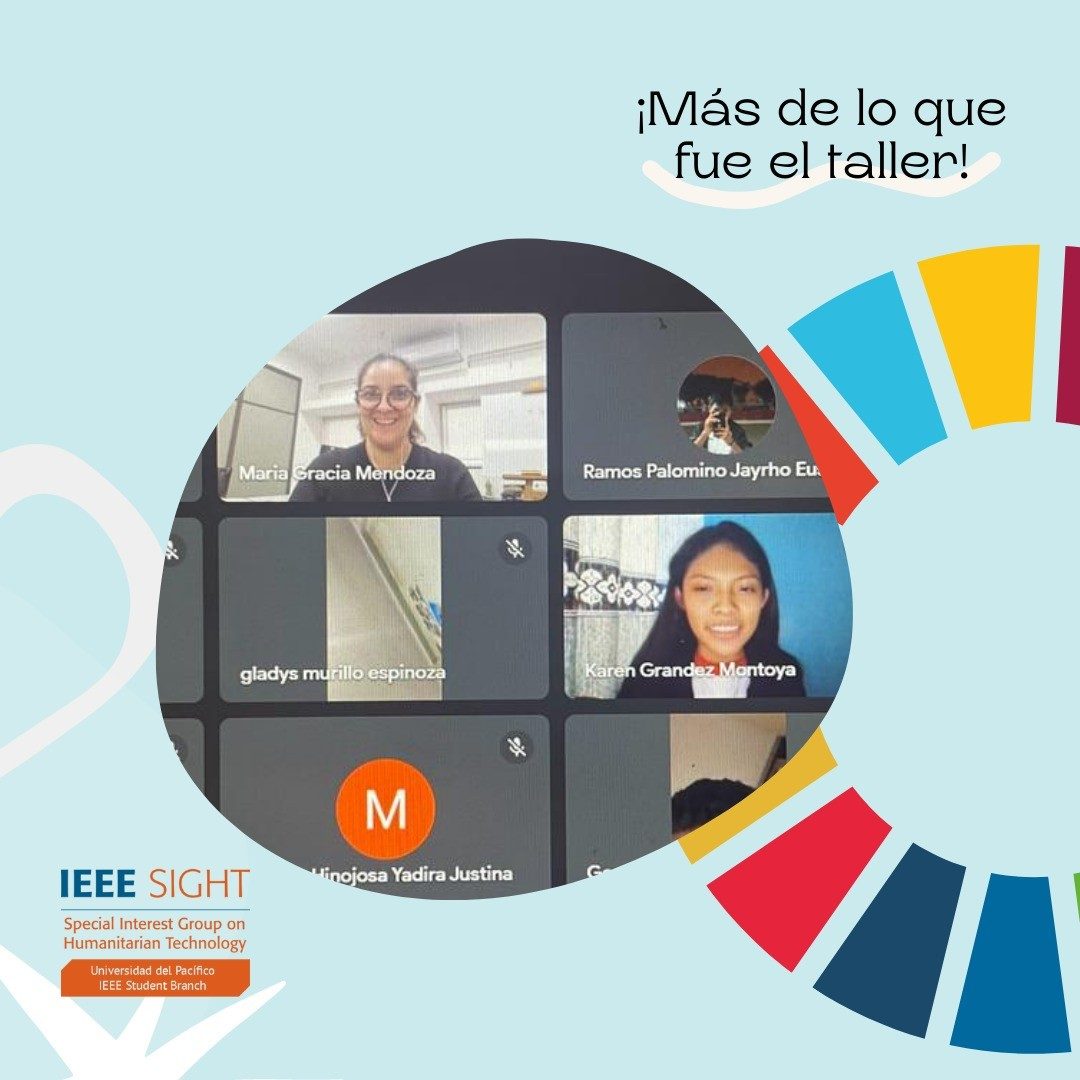 ¡Más de lo que
fue el taller!
Maria Gracia Mendoza
Ramos Palomino Jayrho
gladys murillo espinoza
Karen Grandez Montoya
M
Hinojosa Yadira Justina
IEEE SIGHT
Special Interest Group on
Humanitarian Technology
Universidad del Pacífico
IEEE Student Branch